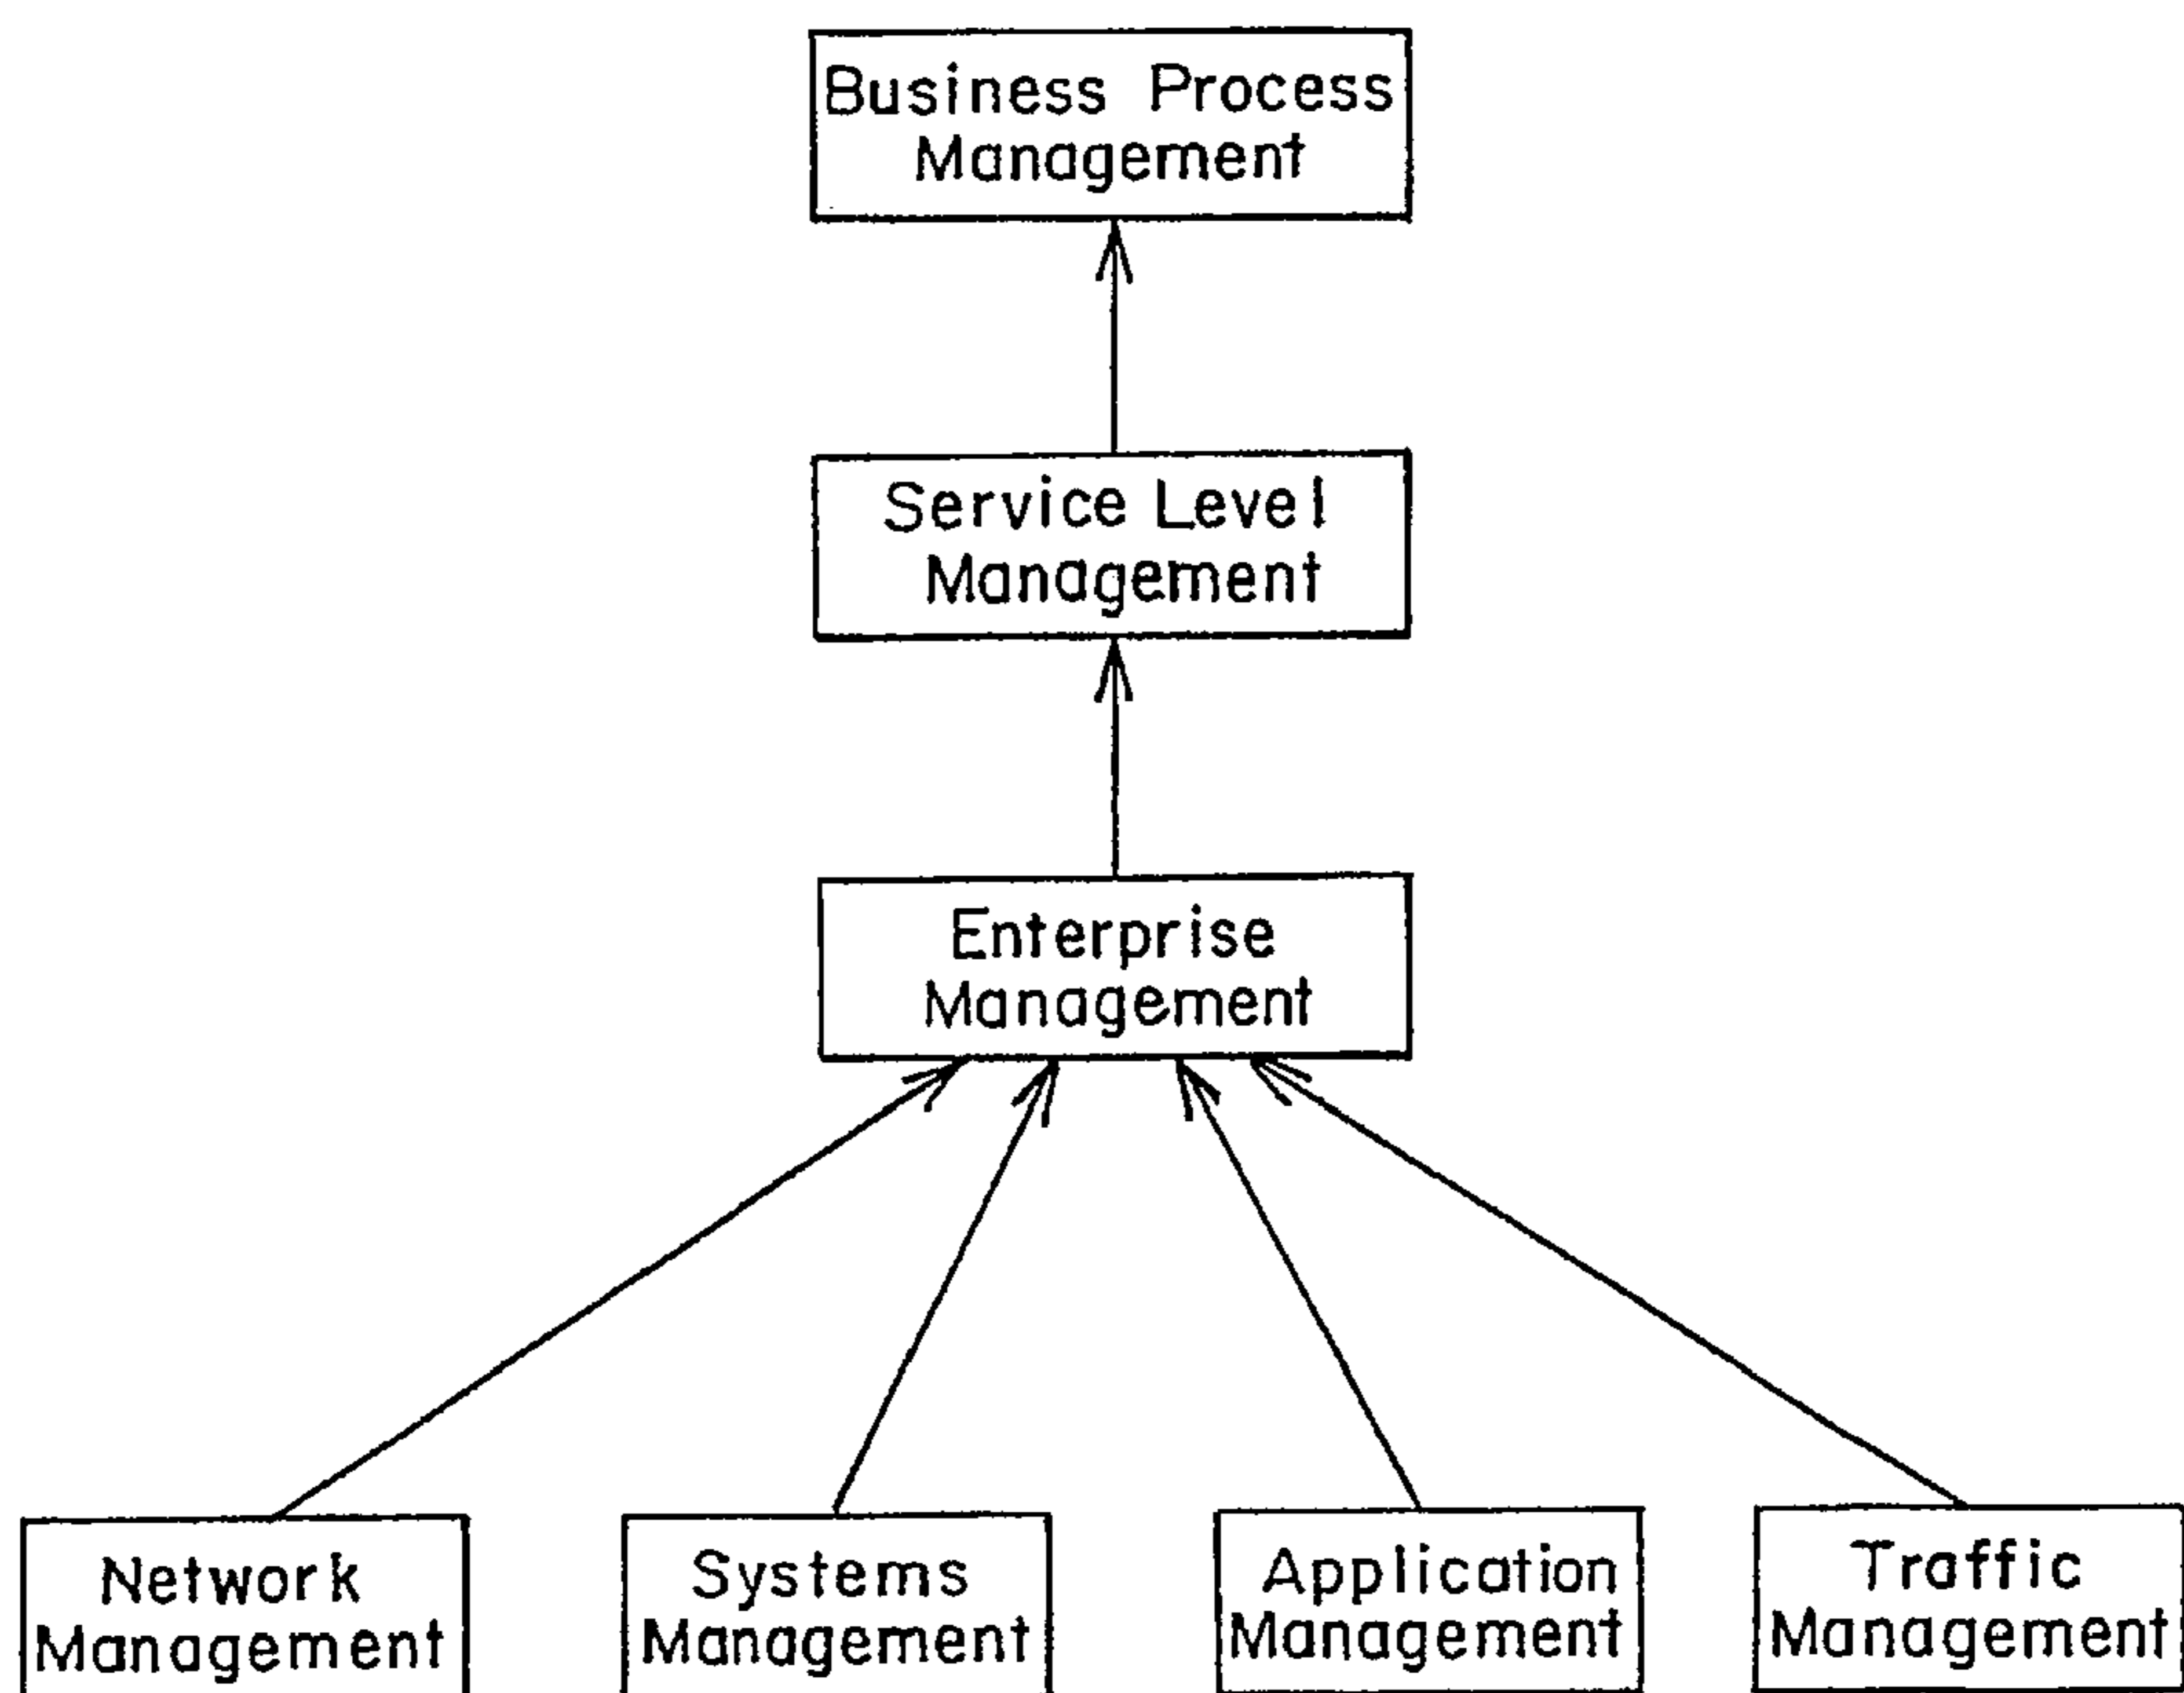 Business Process
Management
Service Level
Management
Enterprise
Management
Network
Management
Systems
Management
Application
Management
Traffic
Management